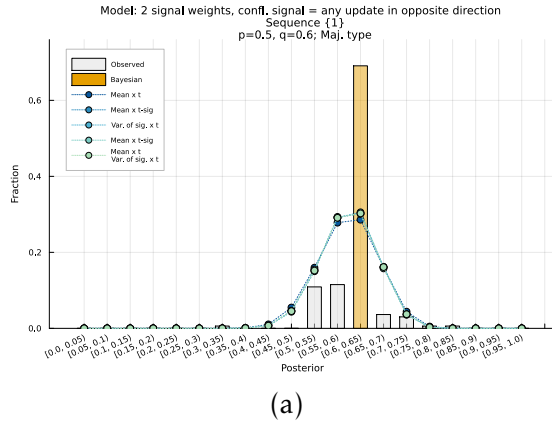 Model: 2 signal weights, confl. signal = any update in opposite direction
Sequence {1}
p=0.5, q=0.6; Maj. type
Observed
Bayesian
Mean x t
Mean x t-sig
Var. of sig. x t
Mean x t-sig
Mean x t
Var. of sig. x t
Fraction
0.6
0.4
0.2
0.0
[0.0, 0.05)
[0.05, 0.1)
[0.1, 0.15)
[0.15, 0.2)
[0.2, 0.25)
[0.25, 0.3)
[0.3, 0.35)
[0.35, 0.4)
[0.4, 0.45)
[0.45, 0.5)
[0.5, 0.55)
[0.55, 0.6)
[0.6, 0.65)
[0.65, 0.7)
[0.7, 0.75)
[0.75, 0.8)
[0.8, 0.85)
[0.85, 0.9)
[0.9, 0.95)
[0.95, 1.0)
Posterior
(a)